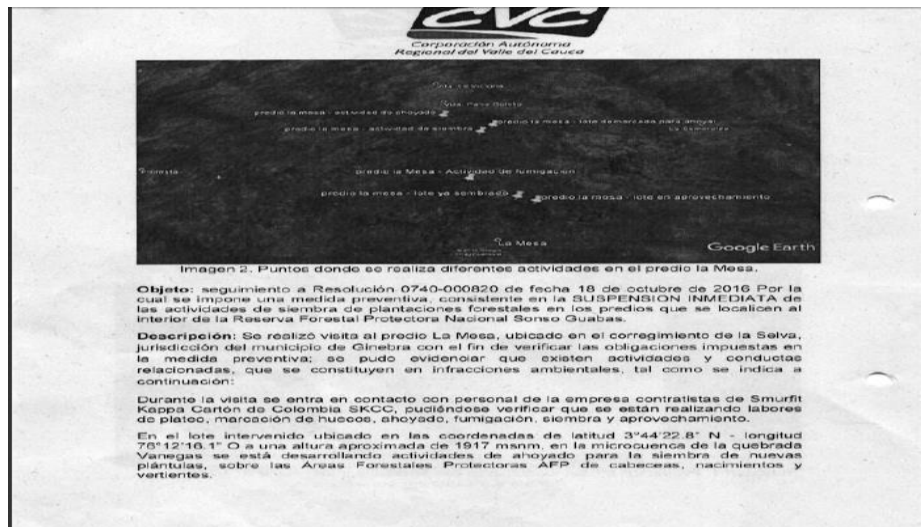 CVC
Corporación Autónoma
Regional del Valle del Cauca
predio la mesa - actividad de ahoyado
predio la mesa - lote demarcado para ahoyar
predio la mesa - actividad de siembra
La Esmeralda
predio la Mesa - Actividad de fumigación
predio la mesa - lote ya sembrado
predio la mesa - lote en aprovechamiento
La Mesa
Google Earth
Imagen 2. Puntos donde se realiza diferentes actividades en el predio la Mesa.
Objeto: seguimiento a Resolución 0740-000820 de fecha 18 de octubre de 2016 Por la
cual se impone una medida preventiva, consistente en la SUSPENSION INMEDIATA de
las actividades de siembra de plantaciones forestales en los predios que se localicen al
interior de la Reserva Forestal Protectora Nacional Sonso Guabas.
Descripción: Se realizó visita al predio La Mesa, ubicado en el corregimiento de la Selva,
jurisdicción del municipio de Ginebra con el fin de verificar las obligaciones impuestas en
la medida preventiva; se pudo evidenciar que existen actividades y conductas
relacionadas, que se constituyen en infracciones ambientales, tal como se indica a
continuación:
Durante la visita se entra en contacto con personal de la empresa contratistas de Smurfit
Kappa Cartón de Colombia SKCC, pudiéndose verificar que se están realizando labores
de plateo, marcación de huecos, ahoyado, fumigación, siembra y aprovechamiento.
En el lote intervenido ubicado en las coordenadas de latitud 3°44'22.8" N - longitud
76°12'16.1" O a una altura aproximada de 1917 msnm, en la microcuenca de la quebrada
Vanegas se está desarrollando actividades de ahoyado para la siembra de nuevas
plántulas, sobre las Áreas Forestales Protectoras AFP de cabeceas, nacimientos y
vertientes.